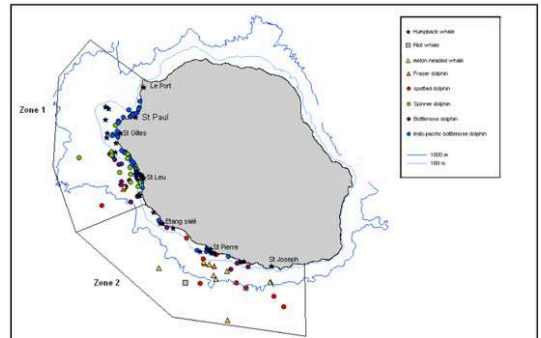 Humpback whale
Pilot whale
melon-headed whale
Fraser dolphin
spotted dolphin
Spinner dolphin
Bottlenose dolphin
Indo-pacific bottlenose dolphin
1000 m
100 m
Le Port
Zone 1
St Paul
St Gilles
St Leu
Etang salé
St Pierre
St Joseph
Zone 2